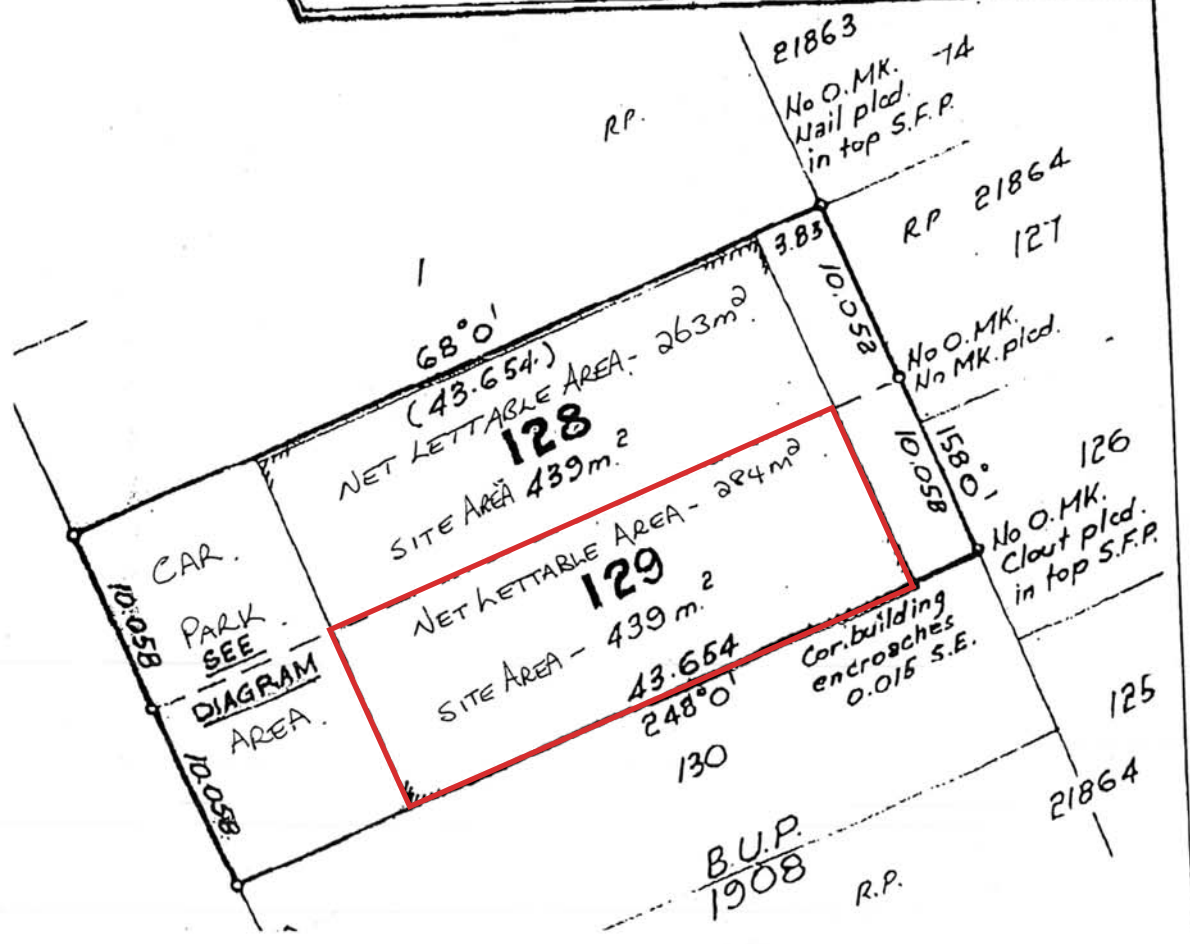 21863
No O.MK. -74
Nail plcd.
in top S.F.P.
RP.
RP 21864
127
3.83
10.058
1
68°0'
(43.654)
NET LETTABLE AREA - 263m²
128
SITE AREA 439m.²
No O.MK.
No MK.plcd.
10.058
158°0'
126
NET LETTABLE AREA - 284m²
129
SITE AREA - 439m.²
No O.MK.
Clout plcd.
in top S.F.P.
CAR.
PARK.
SEE
DIAGRAM
AREA.
10.058
10.058
43.654
248°0'
Cor.building
encroaches
0.015 S.E.
130
125
21864
B.U.P.
1908
R.P.